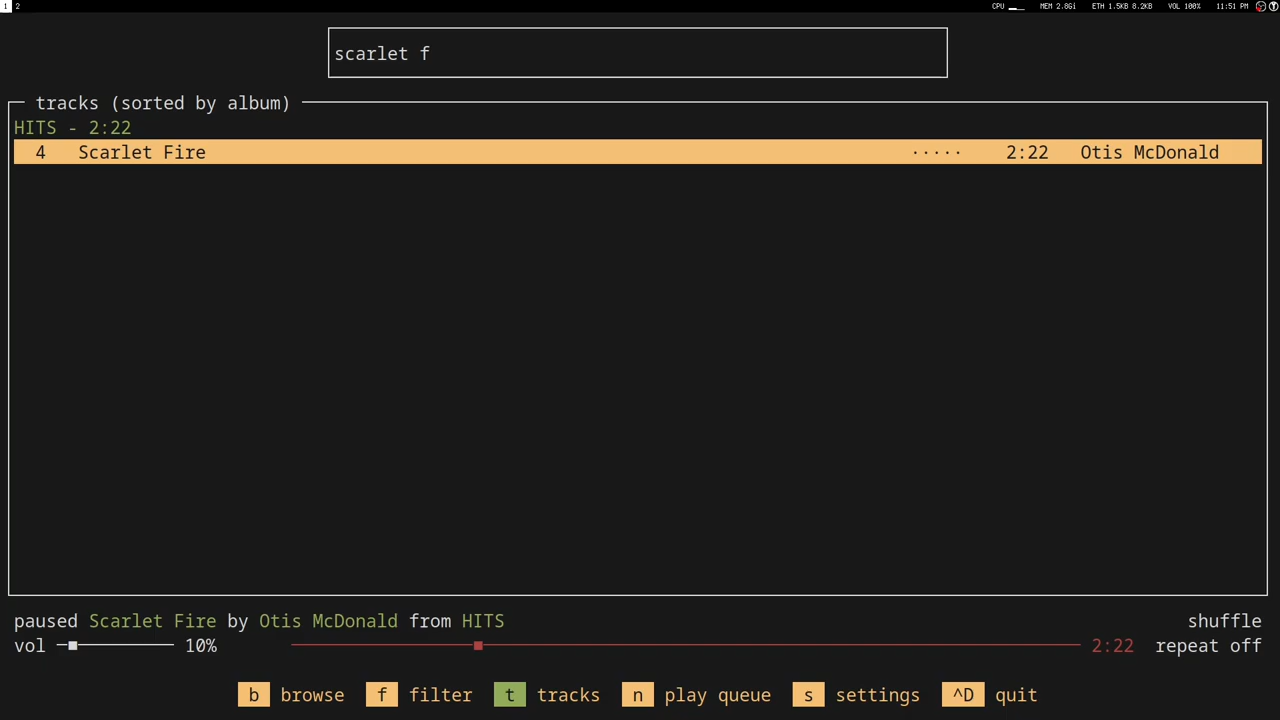 1 2 CPU MEM 2.8Gi ETH 1.5KB 8.2KB VOL 100% 11:51 PM
scarlet f
tracks (sorted by album)
HITS - 2:22
4 Scarlet Fire ····· 2:22 Otis McDonald
paused Scarlet Fire by Otis McDonald from HITS shuffle
vol 10% 2:22 repeat off
b browse f filter t tracks n play queue s settings ^D quit